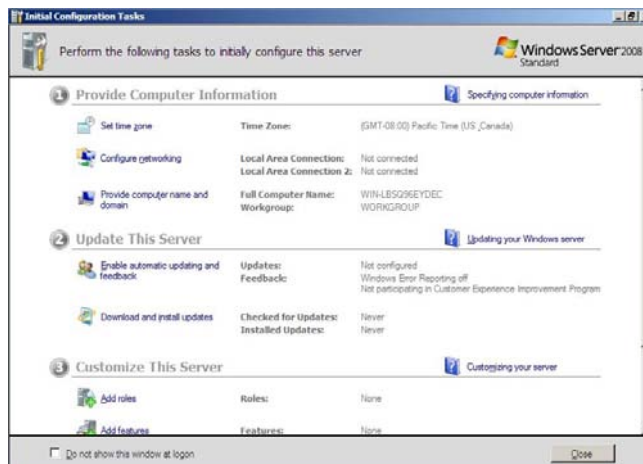 Initial Configuration Tasks
Perform the following tasks to initially configure this server
Windows Server 2008
Standard
1 Provide Computer Information
Specifying computer information
Set time zone
Time Zone:
(GMT-08:00) Pacific Time (US_Canada)
Configure networking
Local Area Connection:
Not connected
Local Area Connection 2:
Not connected
Provide computer name and domain
Full Computer Name:
WIN-LBSQ96EYDEC
Workgroup:
WORKGROUP
2 Update This Server
Updating your Windows server
Enable automatic updating and feedback
Updates:
Not configured
Feedback:
Windows Error Reporting off
Not participating in Customer Experience Improvement Program
Download and install updates
Checked for Updates:
Never
Installed Updates:
Never
3 Customize This Server
Customizing your server
Add roles
Roles:
None
Add features
Features:
None
Do not show this window at logon
Close